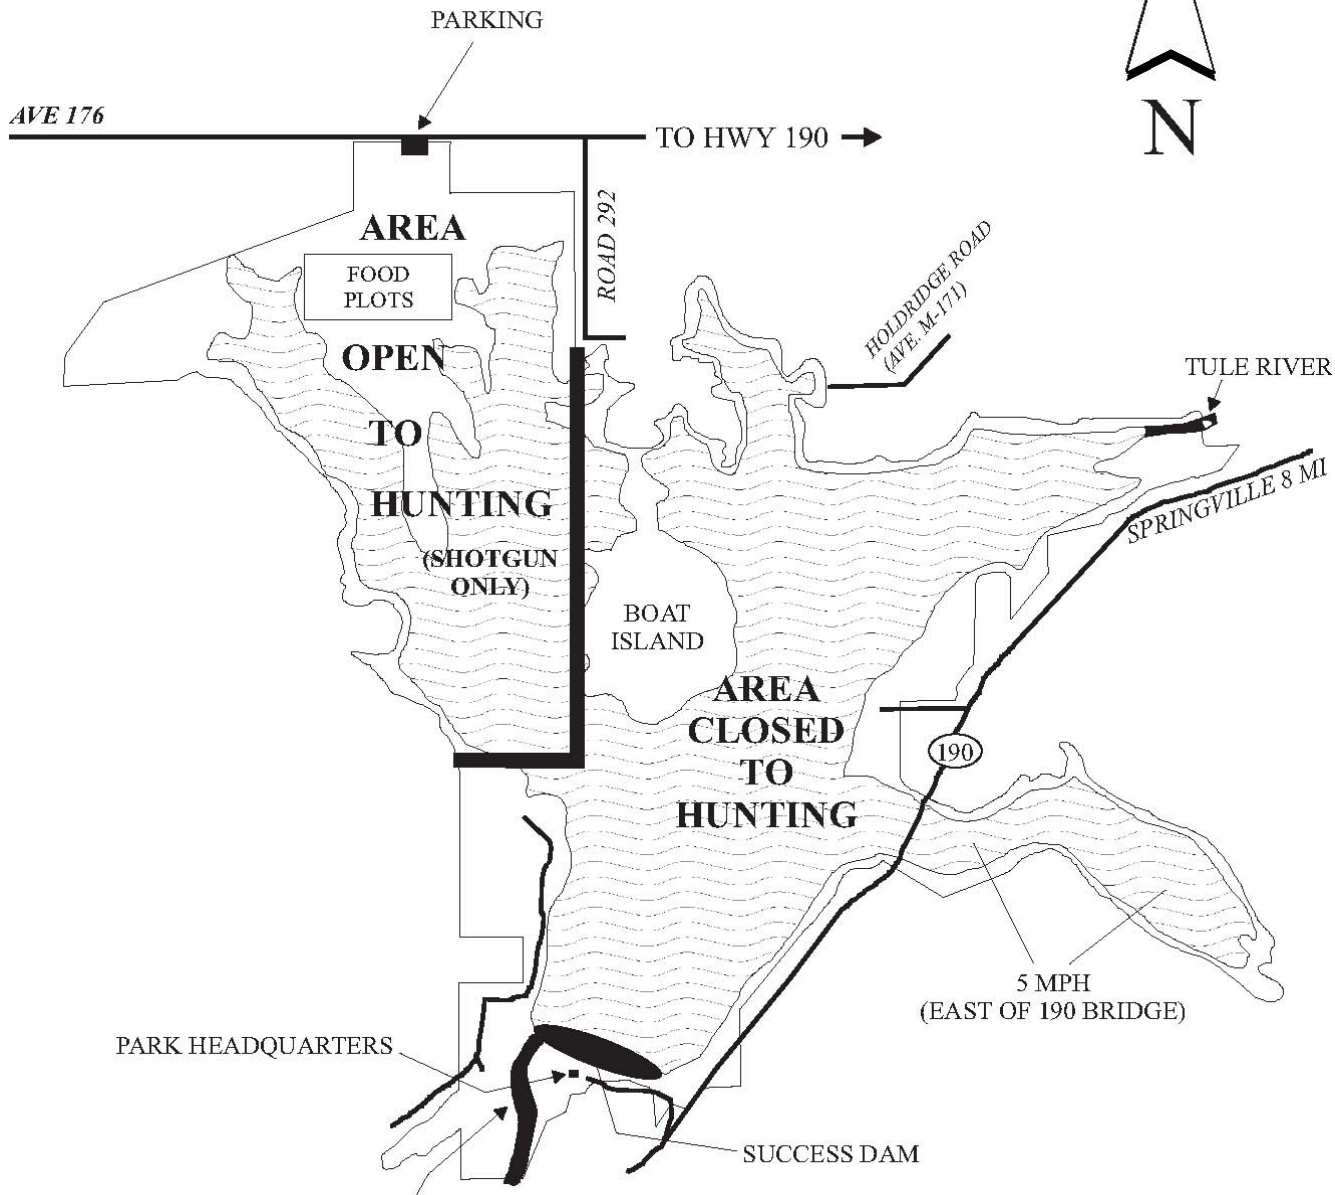 PARKING
AVE 176
TO HWY 190
N
ROAD 292
AREA
FOOD
PLOTS
OPEN
TO
HUNTING
(SHOTGUN
ONLY)
HOLDRIDGE ROAD
(AVE. M-171)
TULE RIVER
SPRINGVILLE 8 MI
BOAT
ISLAND
AREA
CLOSED
TO
HUNTING
190
5 MPH
(EAST OF 190 BRIDGE)
PARK HEADQUARTERS
SUCCESS DAM